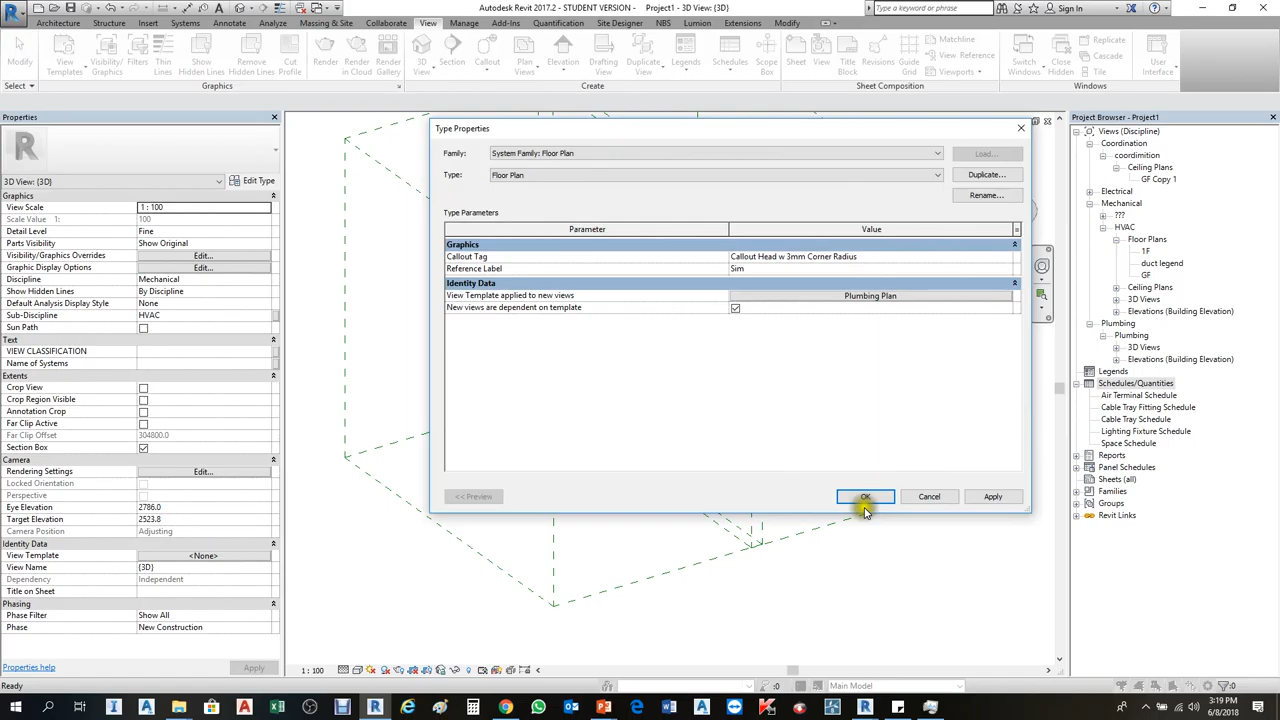 Autodesk Revit 2017.2 - STUDENT VERSION - Project1 - 3D View: {3D}
Type a keyword or phrase
Sign In
Architecture Structure Insert Systems Annotate Analyze Massing & Site Collaborate View Manage Add-Ins Quantification Site Designer NBS Lumion Extensions Modify
Modify
View Templates
Visibility/ Graphics
Filters
Thin Lines
Show Hidden Lines
Remove Hidden Lines
Cut Profile
Render
Render in Cloud
Render Gallery
3D View
Section
Callout
Plan Views
Elevation
Drafting View
Duplicate View
Legends
Schedules
Scope Box
Sheet
View
Title Block
Revisions
Guide Grid
Matchline
View Reference
Viewports
Switch Windows
Close Hidden
Replicate
Cascade
Tile
User Interface
Select Graphics Create Sheet Composition Windows
Properties
R
3D View: {3D}
Edit Type
Graphics
View Scale 1 : 100
Scale Value 1: 100
Detail Level Fine
Parts Visibility Show Original
Visibility/Graphics Overrides Edit...
Graphic Display Options Edit...
Discipline Mechanical
Show Hidden Lines By Discipline
Default Analysis Display Style None
Sub-Discipline HVAC
Sun Path
Text
VIEW CLASSIFICATION
Name of Systems
Extents
Crop View
Crop Region Visible
Annotation Crop
Far Clip Active
Far Clip Offset 304800.0
Section Box
Camera
Rendering Settings Edit...
Locked Orientation
Perspective
Eye Elevation 2786.0
Target Elevation 2523.8
Camera Position Adjusting
Identity Data
View Template <None>
View Name {3D}
Dependency Independent
Title on Sheet
Phasing
Phase Filter Show All
Phase New Construction
Properties help
Apply
Type Properties
Family: System Family: Floor Plan Load...
Type: Floor Plan Duplicate...
Rename...
Type Parameters
Parameter Value
Graphics
Callout Tag Callout Head w 3mm Corner Radius
Reference Label Sim
Identity Data
View Template applied to new views Plumbing Plan
New views are dependent on template
<< Preview OK Cancel Apply
Project Browser - Project1
Views (Discipline)
Coordination
coordimition
Ceiling Plans
GF Copy 1
Electrical
Mechanical
???
HVAC
Floor Plans
1F
duct legend
GF
Ceiling Plans
3D Views
Elevations (Building Elevation)
Plumbing
Plumbing
3D Views
Elevations (Building Elevation)
Legends
Schedules/Quantities
Air Terminal Schedule
Cable Tray Fitting Schedule
Cable Tray Schedule
Lighting Fixture Schedule
Space Schedule
Reports
Panel Schedules
Sheets (all)
Families
Groups
Revit Links
1 : 100
Ready
:0
Main Model
:0
3:19 PM
6/8/2018